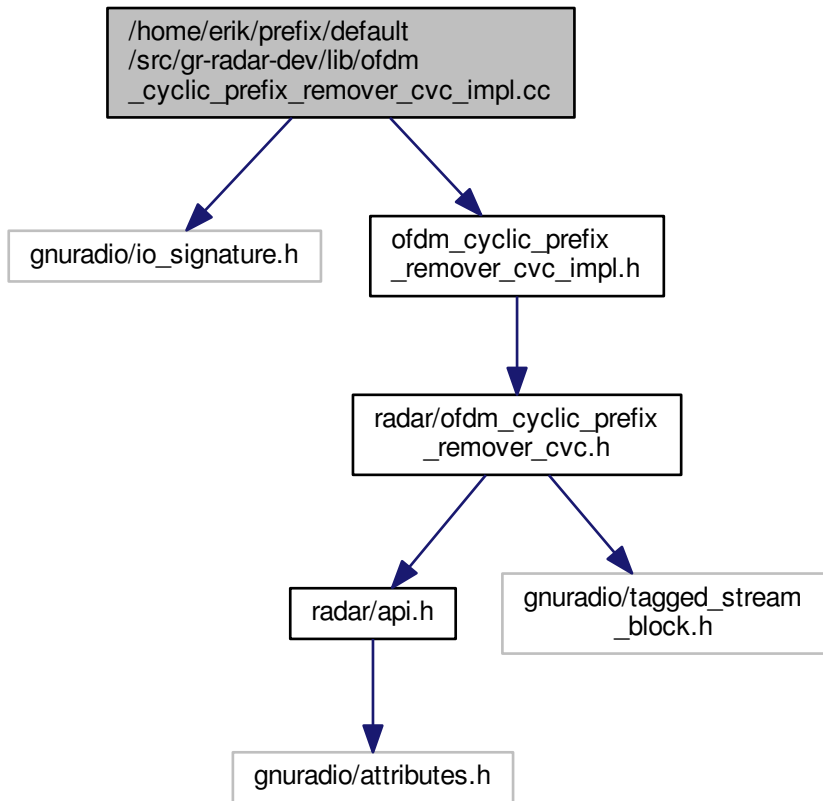 /home/erik/prefix/default
/src/gr-radar-dev/lib/ofdm
_cyclic_prefix_remover_cvc_impl.cc
gnuradio/io_signature.h
ofdm_cyclic_prefix
_remover_cvc_impl.h
radar/ofdm_cyclic_prefix
_remover_cvc.h
radar/api.h
gnuradio/tagged_stream
_block.h
gnuradio/attributes.h